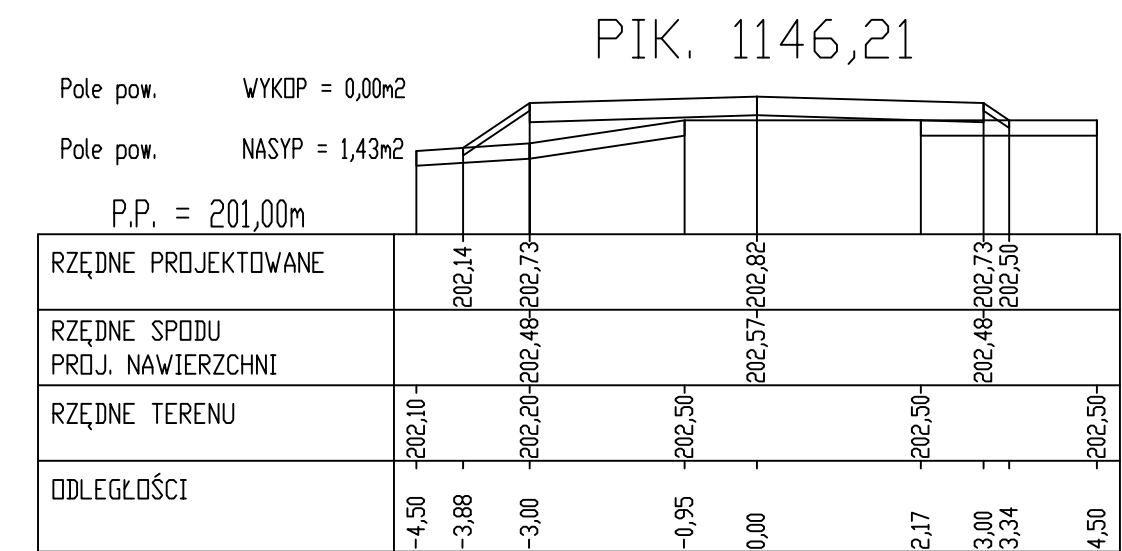 PIK. 1146,21
Pole pow. WYKOP = 0,00m2
Pole pow. NASYP = 1,43m2
P.P. = 201,00m
RZĘDNE PROJEKTOWANE 202,14 202,73 202,82 202,73 202,50
RZĘDNE SPODU
PROJ. NAWIERZCHNI 202,48 202,57 202,48
RZĘDNE TERENU 202,10 202,20 202,50 202,50 202,50
ODLEGŁOŚCI -4,50 -3,88 -3,00 -0,95 0,00 2,17 3,00 3,34 4,50